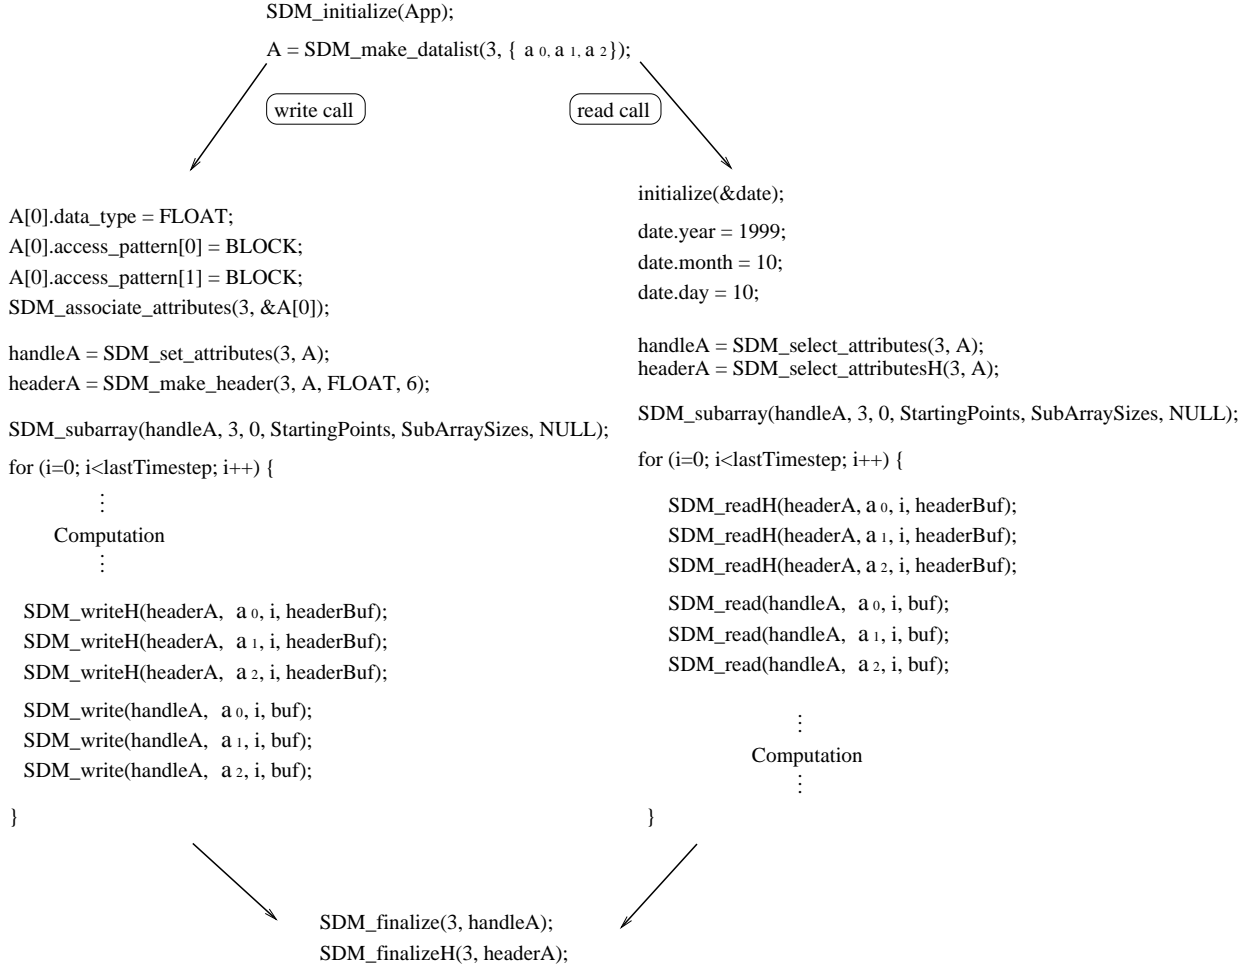 SDM_initialize(App);
A = SDM_make_datalist(3, { a 0, a 1, a 2});
write call
read call
A[0].data_type = FLOAT;
A[0].access_pattern[0] = BLOCK;
A[0].access_pattern[1] = BLOCK;
SDM_associate_attributes(3, &A[0]);
handleA = SDM_set_attributes(3, A);
headerA = SDM_make_header(3, A, FLOAT, 6);
SDM_subarray(handleA, 3, 0, StartingPoints, SubArraySizes, NULL);
for (i=0; i<lastTimestep; i++) {
Computation
SDM_writeH(headerA, a 0, i, headerBuf);
SDM_writeH(headerA, a 1, i, headerBuf);
SDM_writeH(headerA, a 2, i, headerBuf);
SDM_write(handleA, a 0, i, buf);
SDM_write(handleA, a 1, i, buf);
SDM_write(handleA, a 2, i, buf);
}
initialize(&date);
date.year = 1999;
date.month = 10;
date.day = 10;
handleA = SDM_select_attributes(3, A);
headerA = SDM_select_attributesH(3, A);
SDM_subarray(handleA, 3, 0, StartingPoints, SubArraySizes, NULL);
for (i=0; i<lastTimestep; i++) {
SDM_readH(headerA, a 0, i, headerBuf);
SDM_readH(headerA, a 1, i, headerBuf);
SDM_readH(headerA, a 2, i, headerBuf);
SDM_read(handleA, a 0, i, buf);
SDM_read(handleA, a 1, i, buf);
SDM_read(handleA, a 2, i, buf);
Computation
}
SDM_finalize(3, handleA);
SDM_finalizeH(3, headerA);